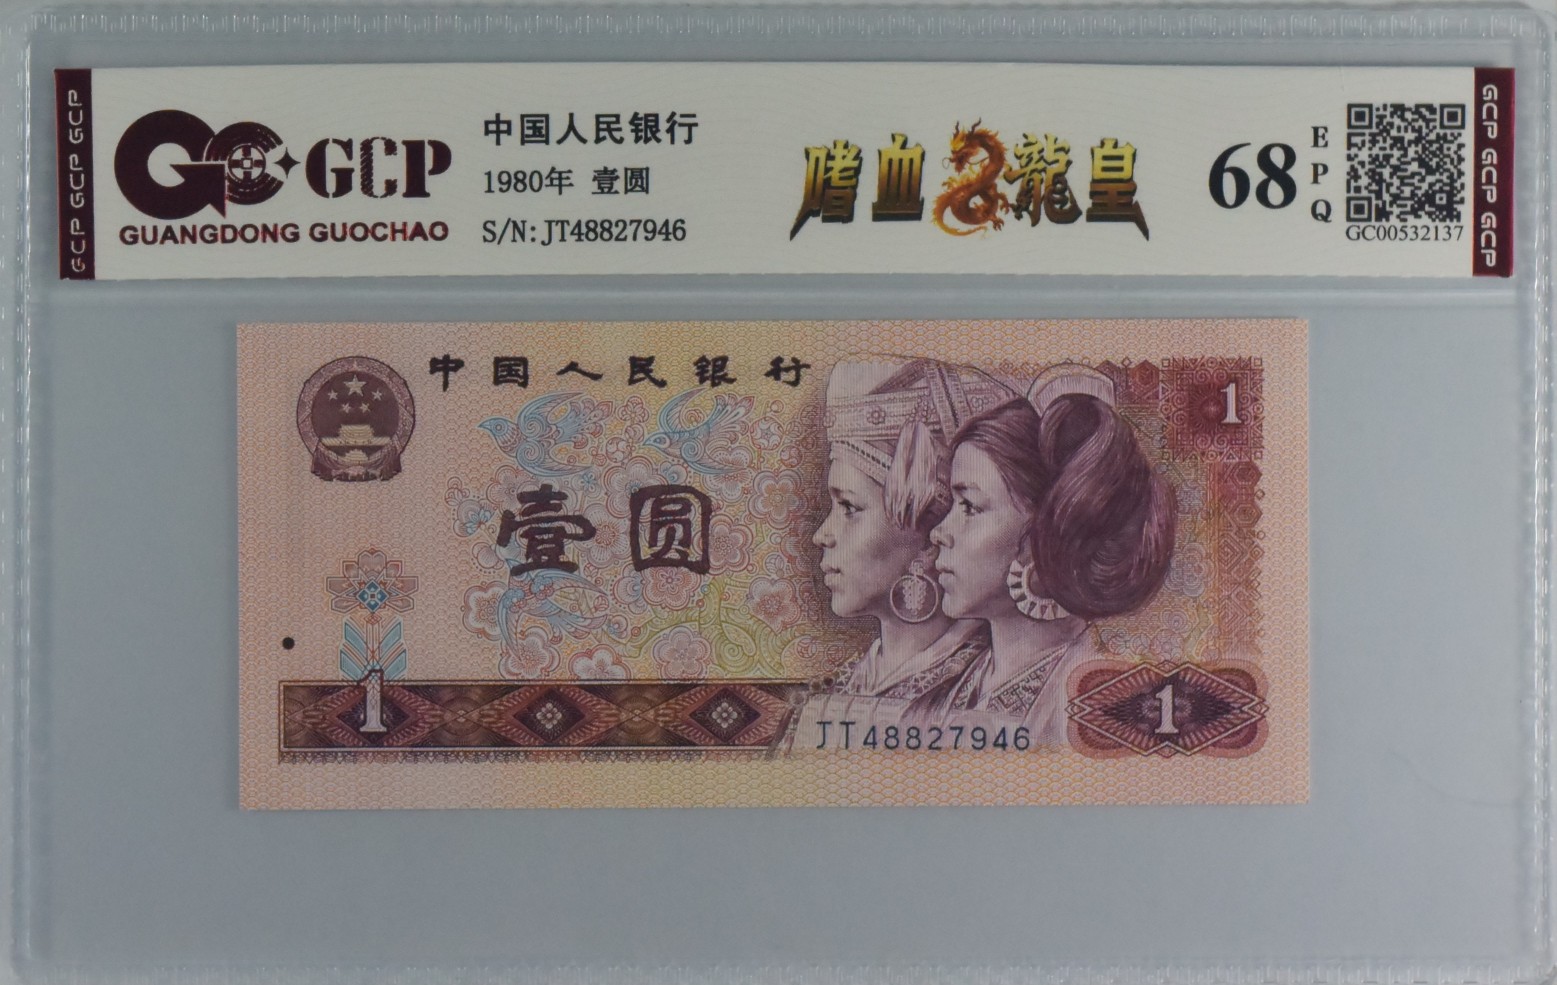 GCP GCP GCP
GCP
GUANGDONG GUOCHAO
中国人民银行
1980年 壹圆
S/N: JT48827946
嗜血龍皇
68
EPQ
GC00532137
GCP GCP GCP
中国人民银行
1
壹圆
1
JT48827946
1